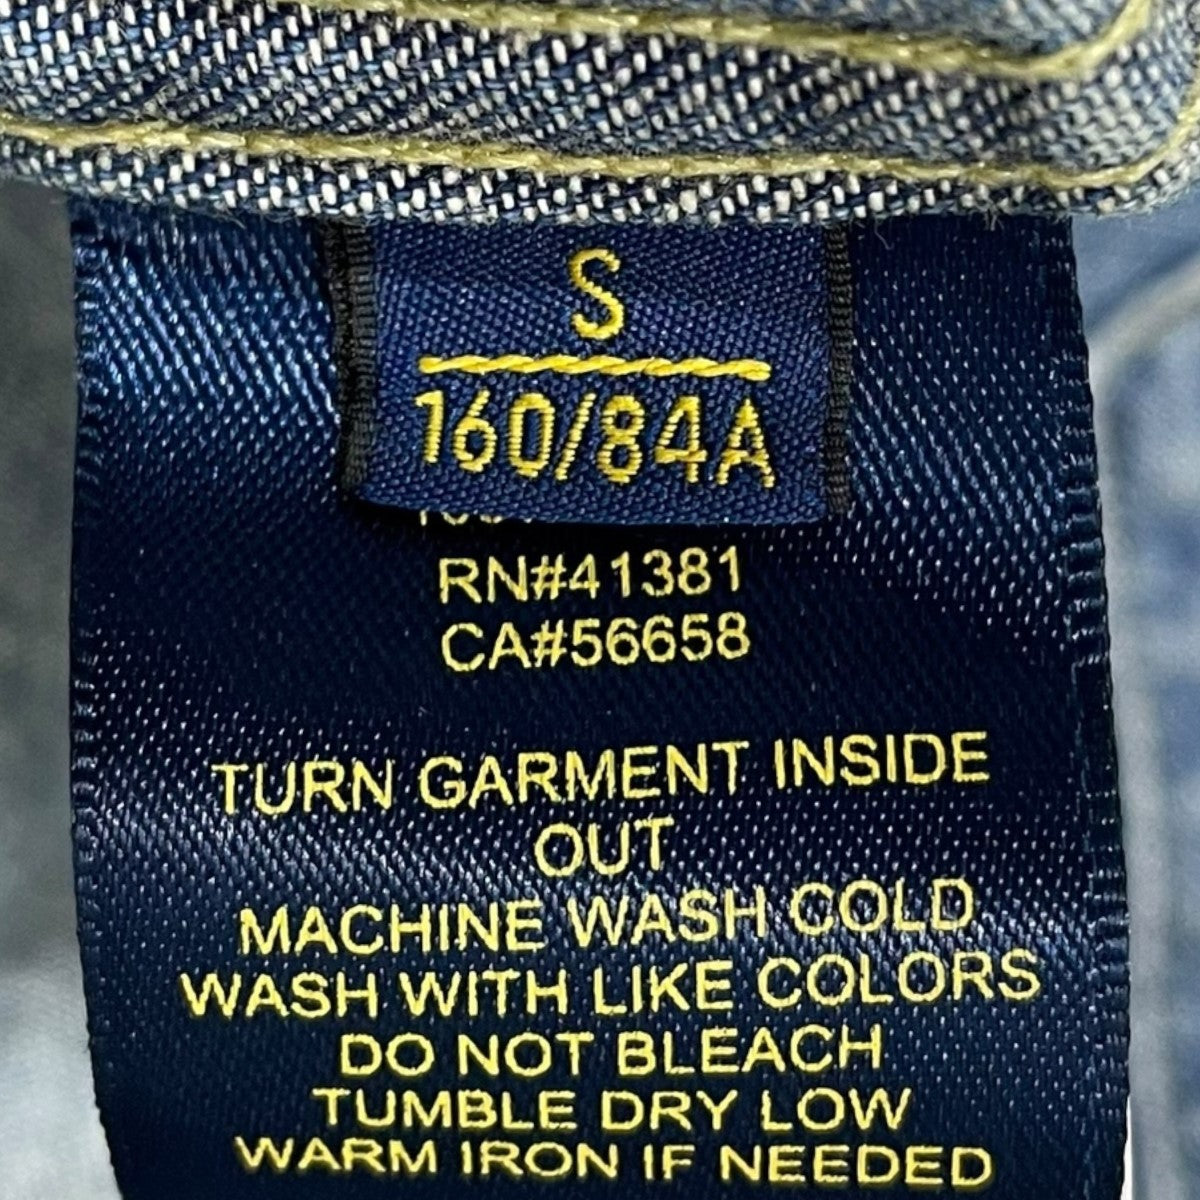 S
160/84A
RN#41381
CA#56658
TURN GARMENT INSIDE
OUT
MACHINE WASH COLD
WASH WITH LIKE COLORS
DO NOT BLEACH
TUMBLE DRY LOW
WARM IRON IF NEEDED